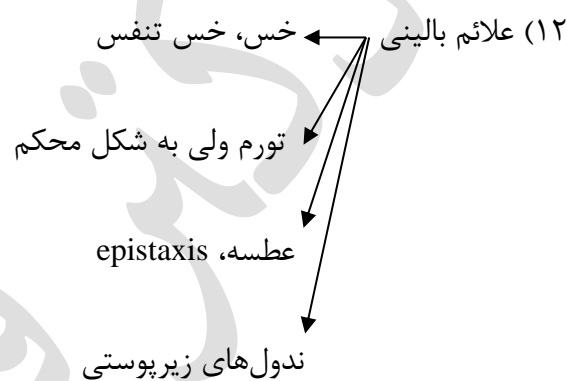 ۱۲) علائم بالینی خس، خس تنفس
تورم ولی به شکل محکم
عطسه، epistaxis
ندول‌های زیرپوستی